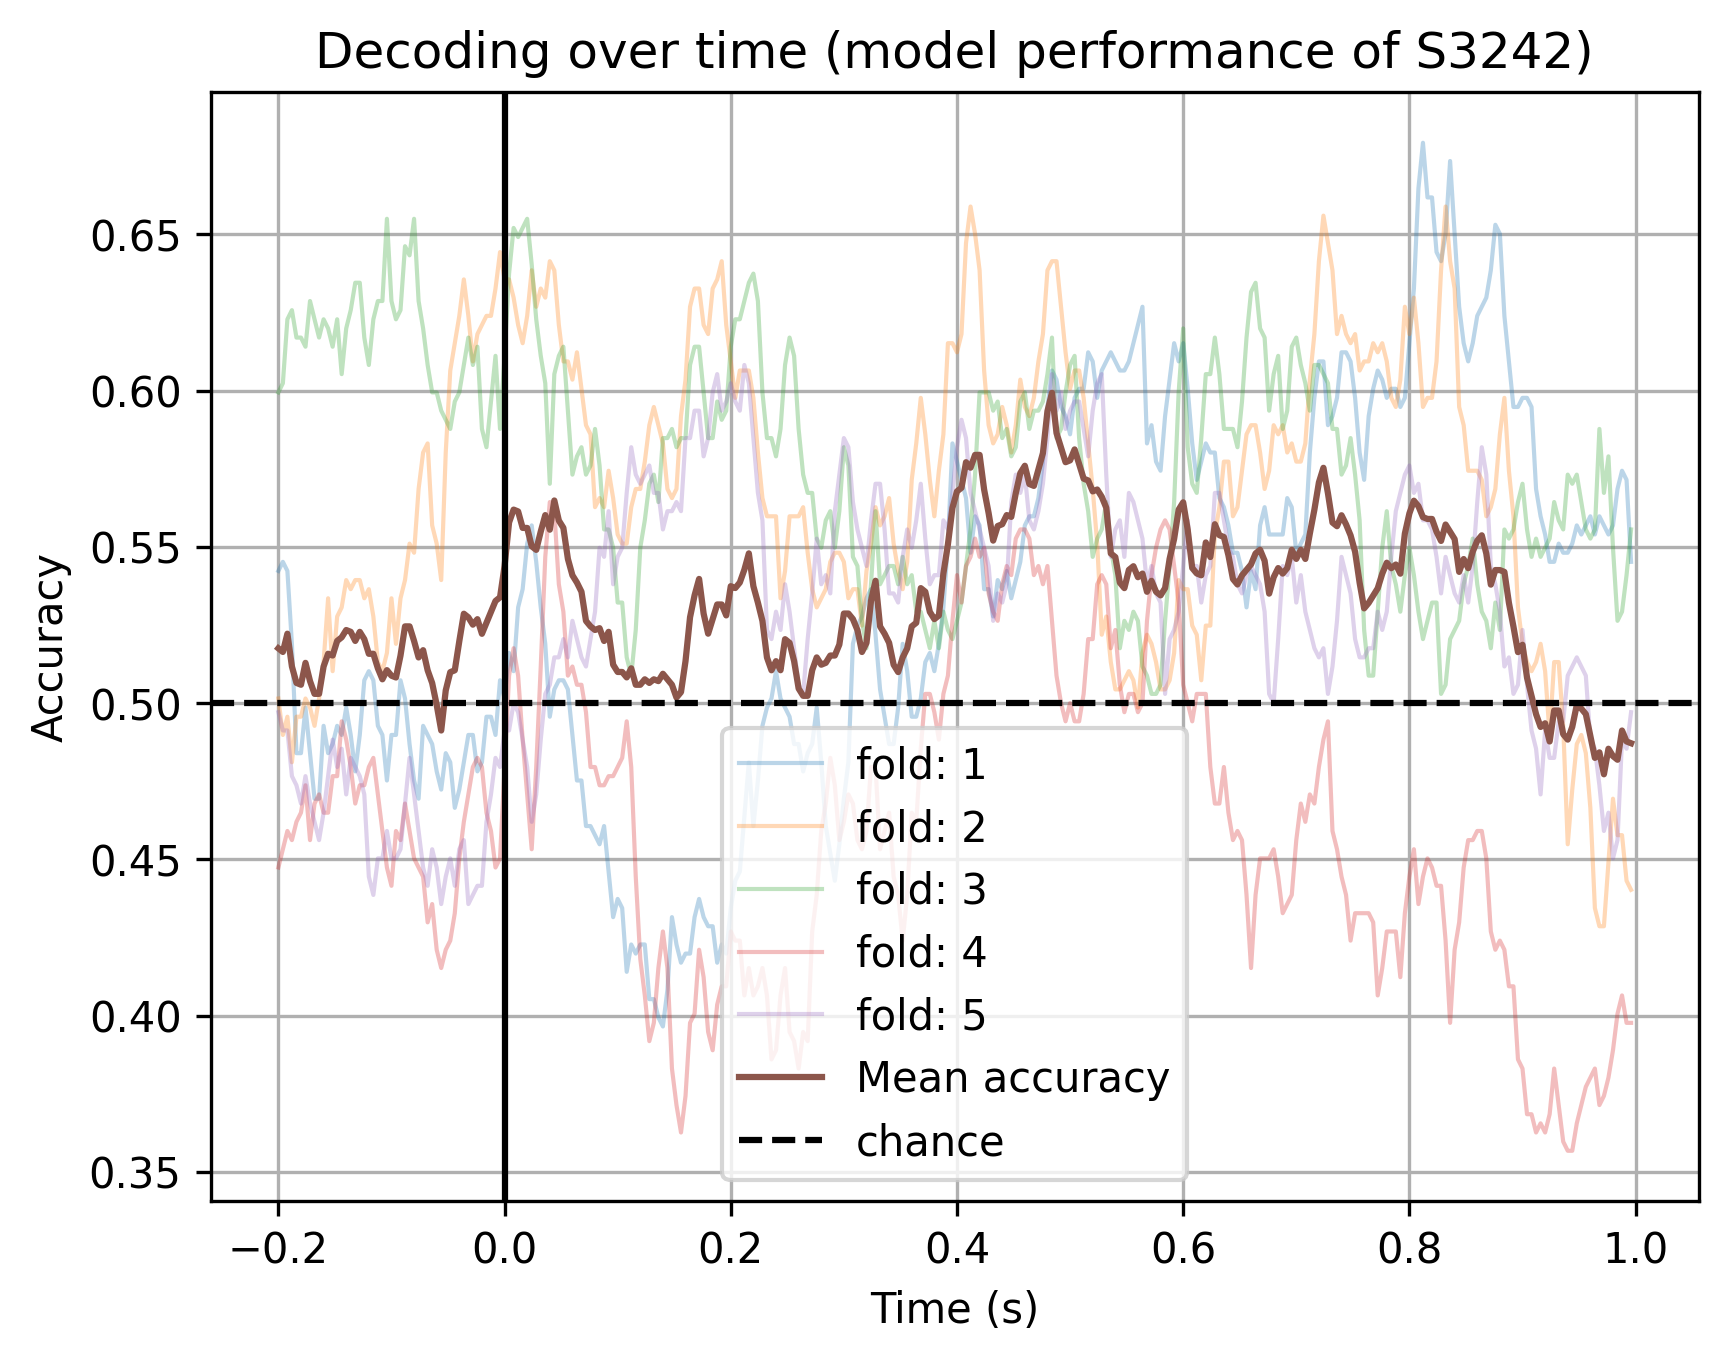 Decoding over time (model performance of S3242)
Accuracy
0.65
0.60
0.55
0.50
0.45
0.40
0.35
fold: 1
fold: 2
fold: 3
fold: 4
fold: 5
Mean accuracy
chance
−0.2 0.0 0.2 0.4 0.6 0.8 1.0
Time (s)